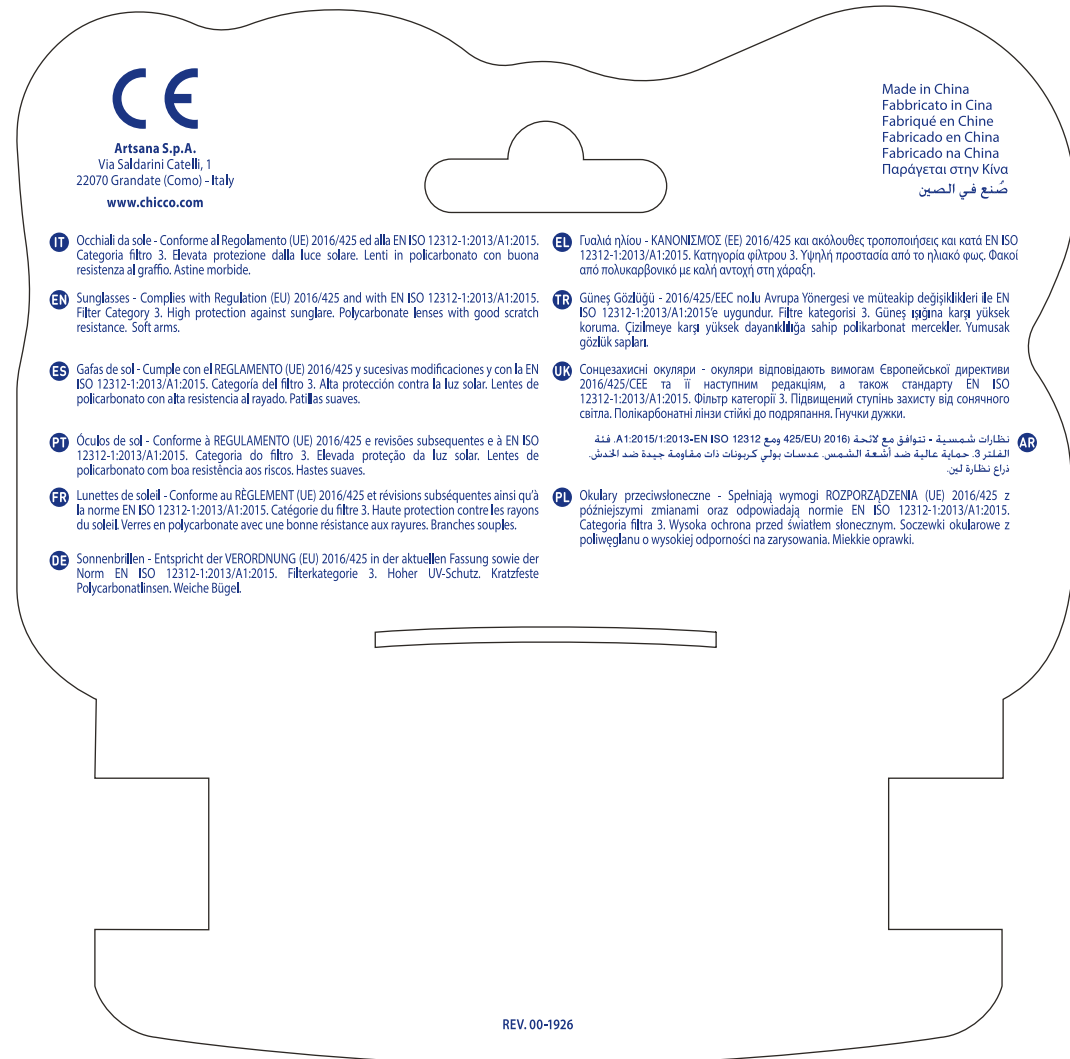 CE
Artsana S.p.A.
Via Saldarini Catelli, 1
22070 Grandate (Como) - Italy
www.chicco.com
Made in China
Fabbricato in Cina
Fabriqué en Chine
Fabricado en China
Fabricado na China
Παράγεται στην Κίνα
صُنع في الصين
IT
Occhiali da sole - Conforme al Regolamento (UE) 2016/425 ed alla EN ISO 12312-1:2013/A1:2015.
Categoria filtro 3. Elevata protezione dalla luce solare. Lenti in policarbonato con buona
resistenza al graffio. Astine morbide.
EN
Sunglasses - Complies with Regulation (EU) 2016/425 and with EN ISO 12312-1:2013/A1:2015.
Filter Category 3. High protection against sunglare. Polycarbonate lenses with good scratch
resistance. Soft arms.
ES
Gafas de sol - Cumple con el REGLAMENTO (UE) 2016/425 y sucesivas modificaciones y con la EN
ISO 12312-1:2013/A1:2015. Categoría del filtro 3. Alta protección contra la luz solar. Lentes de
policarbonato con alta resistencia al rayado. Patillas suaves.
PT
Óculos de sol - Conforme à REGULAMENTO (UE) 2016/425 e revisões subsequentes e à EN ISO
12312-1:2013/A1:2015. Categoria do filtro 3. Elevada proteção da luz solar. Lentes de
policarbonato com boa resistência aos riscos. Hastes suaves.
FR
Lunettes de soleil - Conforme au RÈGLEMENT (UE) 2016/425 et révisions subséquentes ainsi qu'à
la norme EN ISO 12312-1:2013/A1:2015. Catégorie du filtre 3. Haute protection contre les rayons
du soleil. Verres en polycarbonate avec une bonne résistance aux rayures. Branches souples.
DE
Sonnenbrillen - Entspricht der VERORDNUNG (EU) 2016/425 in der aktuellen Fassung sowie der
Norm EN ISO 12312-1:2013/A1:2015. Filterkategorie 3. Hoher UV-Schutz. Kratzfeste
Polycarbonatlinsen. Weiche Bügel.
EL
Γυαλιά ηλίου - ΚΑΝΟΝΙΣΜΌΣ (ΕΕ) 2016/425 και ακόλουθες τροποποιήσεις και κατά EN ISO
12312-1:2013/A1:2015. Κατηγορία φίλτρου 3. Υψηλή προστασία από το ηλιακό φως. Φακοί
από πολυκαρβονικό με καλή αντοχή στη χάραξη.
TR
Güneş Gözlüğü - 2016/425/EEC no.lu Avrupa Yönergesi ve müteakip değişiklikleri ile EN
ISO 12312-1:2013/A1:2015'e uygundur. Filtre kategorisi 3. Güneş ışığına karşı yüksek
koruma. Çizilmeye karşı yüksek dayanıklılığa sahip polikarbonat mercekler. Yumusak
gözlük sapları.
UK
Сонцезахисні окуляри - окуляри відповідають вимогам Європейської директиви
2016/425/CEE та її наступним редакціям, а також стандарту EN ISO
12312-1:2013/A1:2015. Фільтр категорії 3. Підвищений ступінь захисту від сонячного
світла. Полікарбонатні лінзи стійкі до подряпання. Гнучки дужки.
AR
نظارات شمسية - تتوافق مع لائحة (EU/425 (2016 ومع EN ISO 12312-1:2013/A1:2015. فئة
الفلتر 3. حماية عالية ضد أشعة الشمس. عدسات بولي كربونات ذات مقاومة جيدة ضد الخدش.
ذراع نظارة لين.
PL
Okulary przeciwsłoneczne - Spełniają wymogi ROZPORZĄDZENIA (UE) 2016/425 z
późniejszymi zmianami oraz odpowiadają normie EN ISO 12312-1:2013/A1:2015.
Categoria filtra 3. Wysoka ochrona przed światłem słonecznym. Soczewki okularowe z
poliwęglanu o wysokiej odporności na zarysowania. Miekkie oprawki.
REV. 00-1926